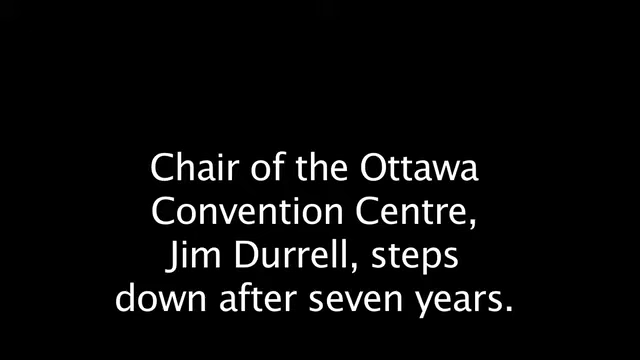 Chair of the Ottawa
Convention Centre,
Jim Durrell, steps
down after seven years.